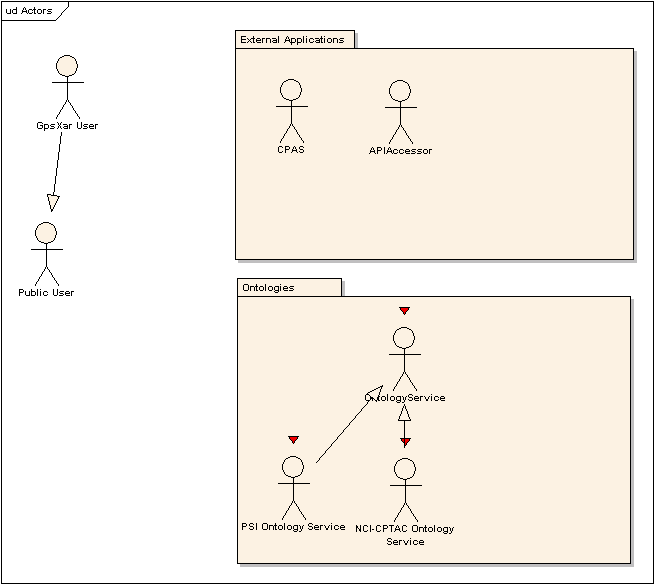 ud Actors
External Applications
GpsXar User
CPAS
APIAccessor
Public User
Ontologies
OntologyService
PSI Ontology Service
NCI-CPTAC Ontology
Service